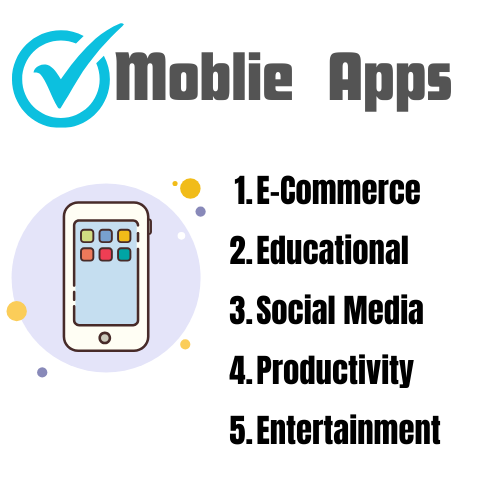 Moblie Apps
1. E-Commerce
2. Educational
3. Social Media
4. Productivity
5. Entertainment